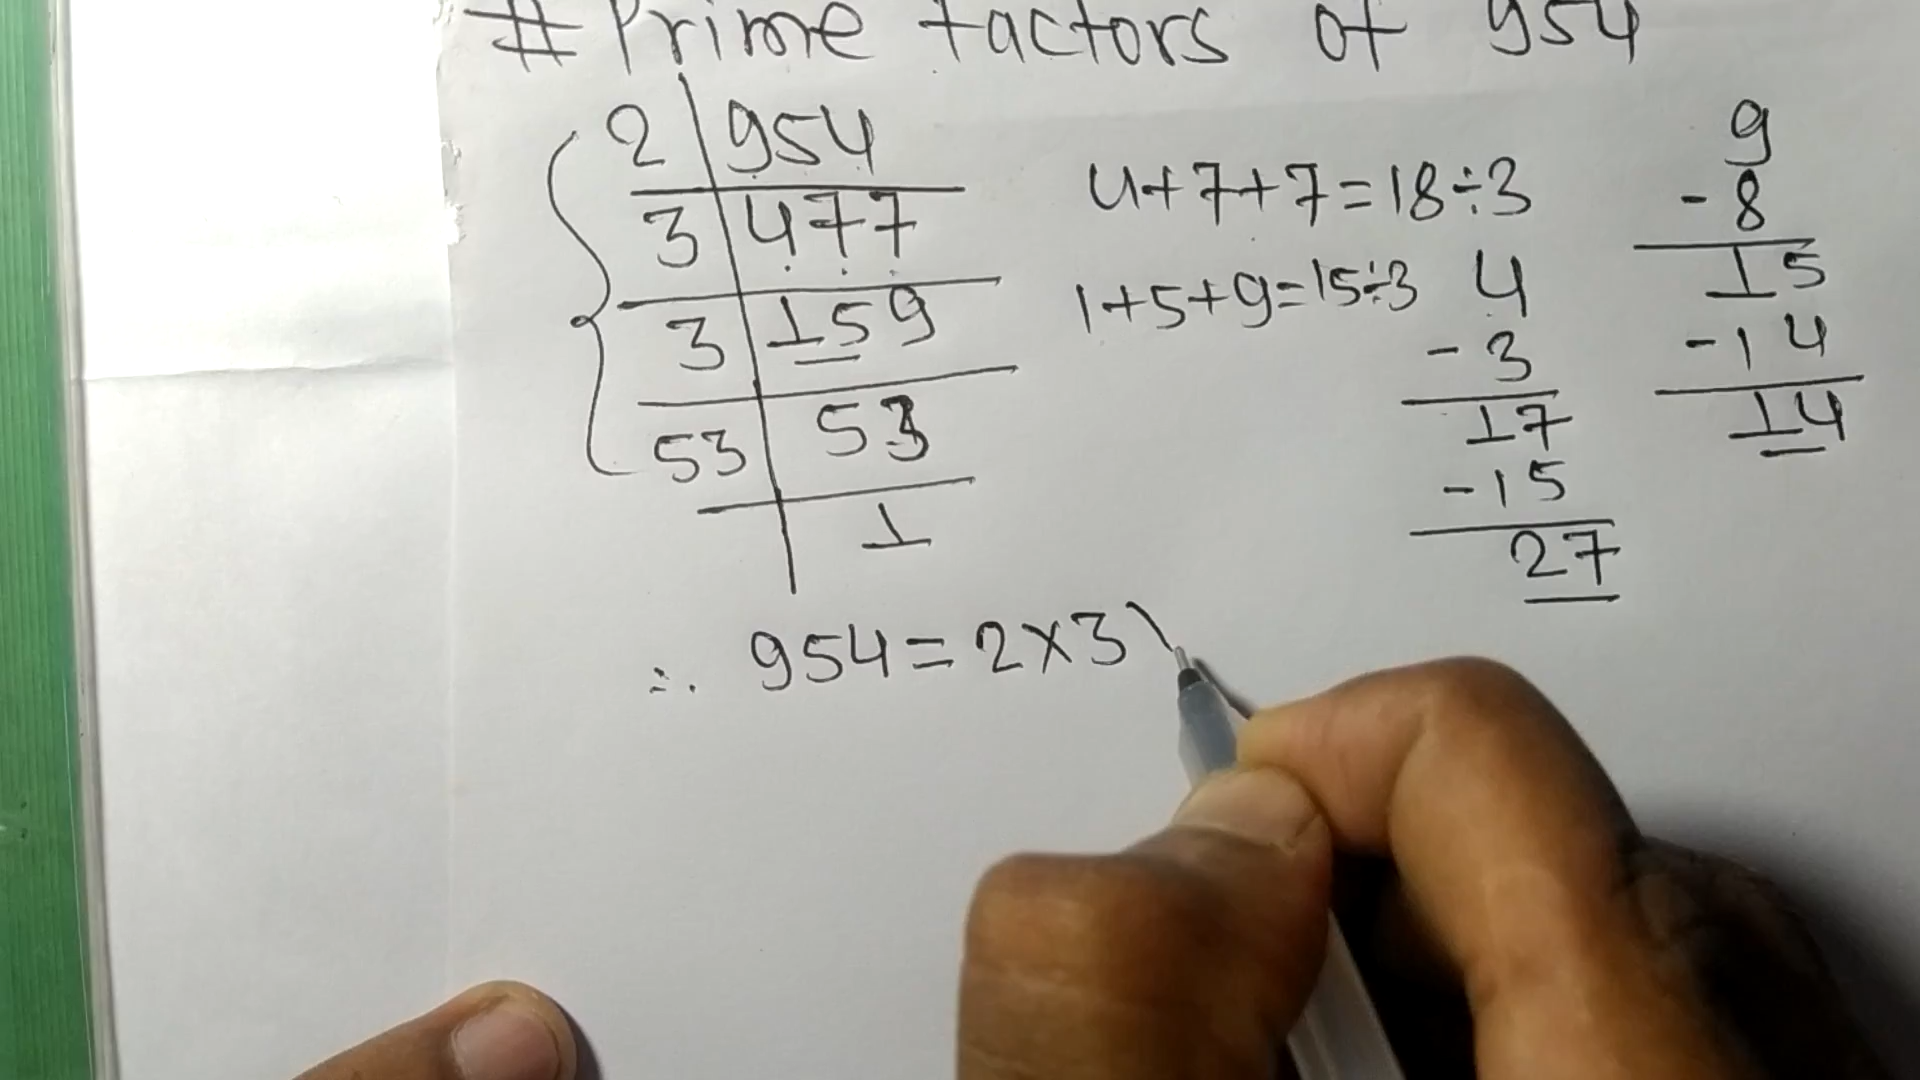 # Prime factors of 954
2 | 954
3 | 477
3 | 159
53 | 53
1
4+7+7=18÷3
1+5+9=15÷3
4
-3
17
-15
27
9
-8
15
-14
14
∴ 954=2×3